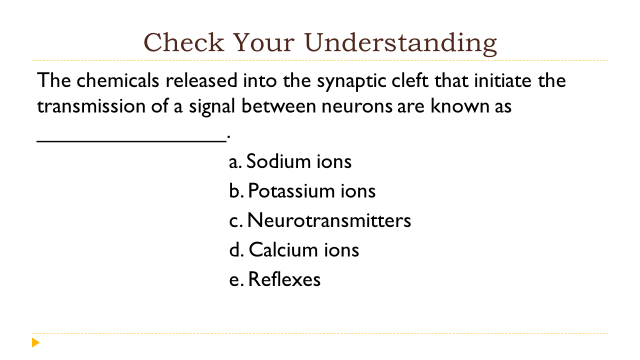 Check Your Understanding
The chemicals released into the synaptic cleft that initiate the
transmission of a signal between neurons are known as
__________________.
a. Sodium ions
b. Potassium ions
c. Neurotransmitters
d. Calcium ions
e. Reflexes